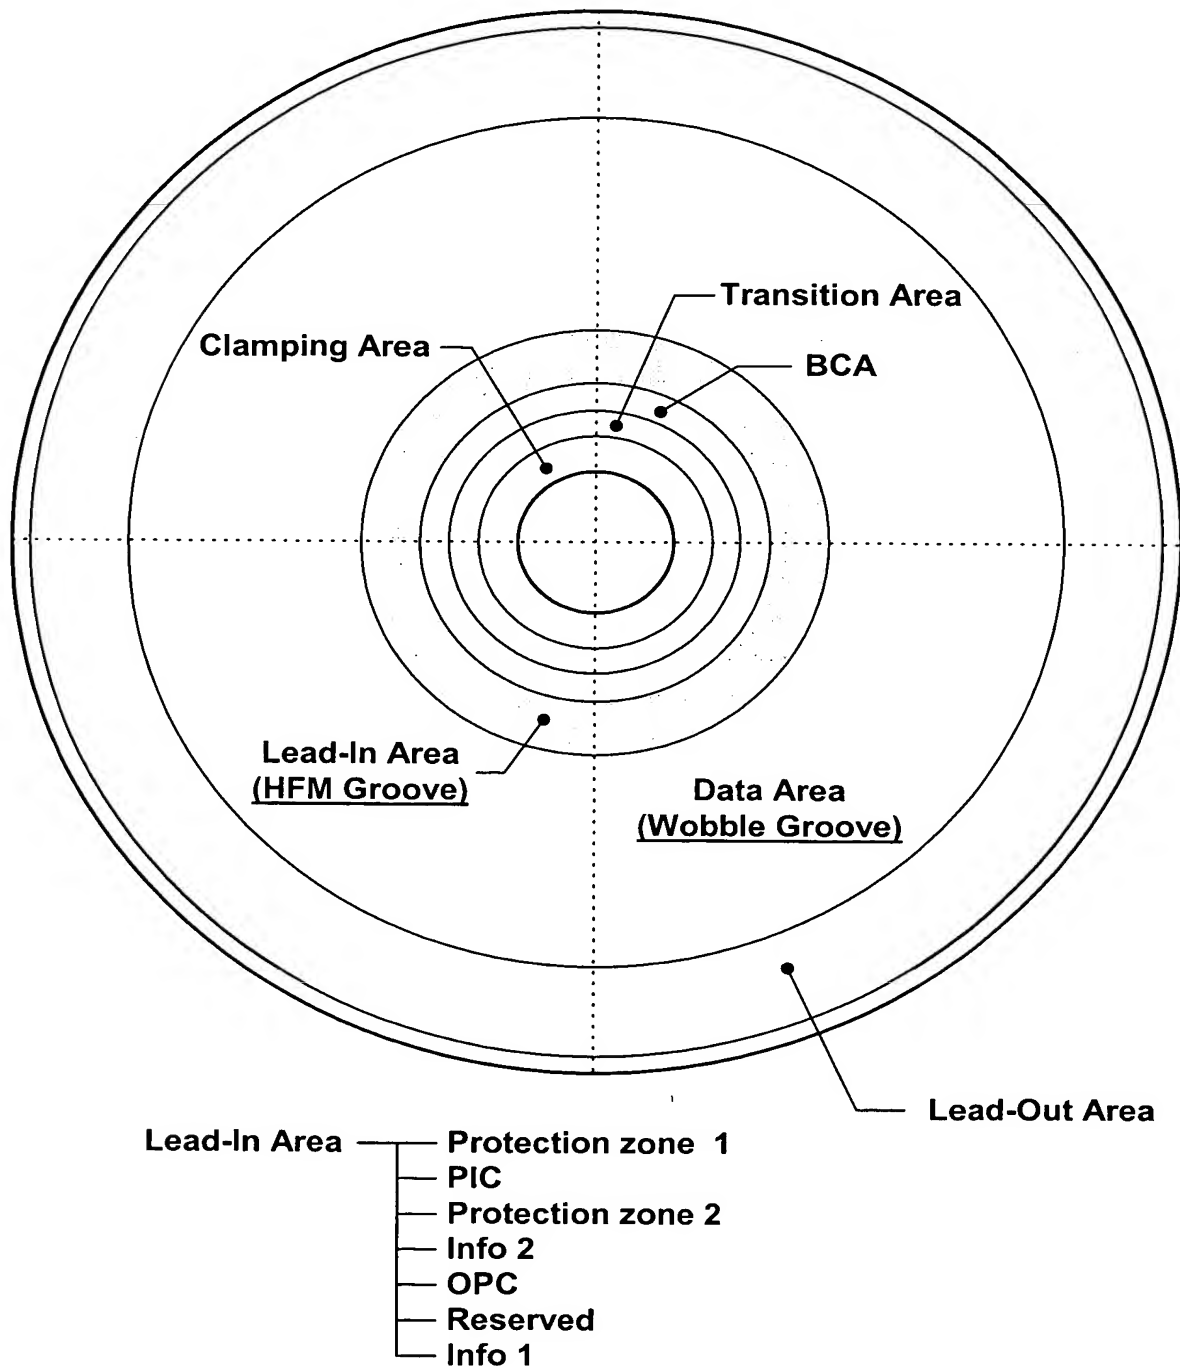 Transition Area
Clamping Area
BCA
Lead-In Area
(HFM Groove)
Data Area
(Wobble Groove)
Lead-Out Area
Lead-In Area
Protection zone 1
PIC
Protection zone 2
Info 2
OPC
Reserved
Info 1